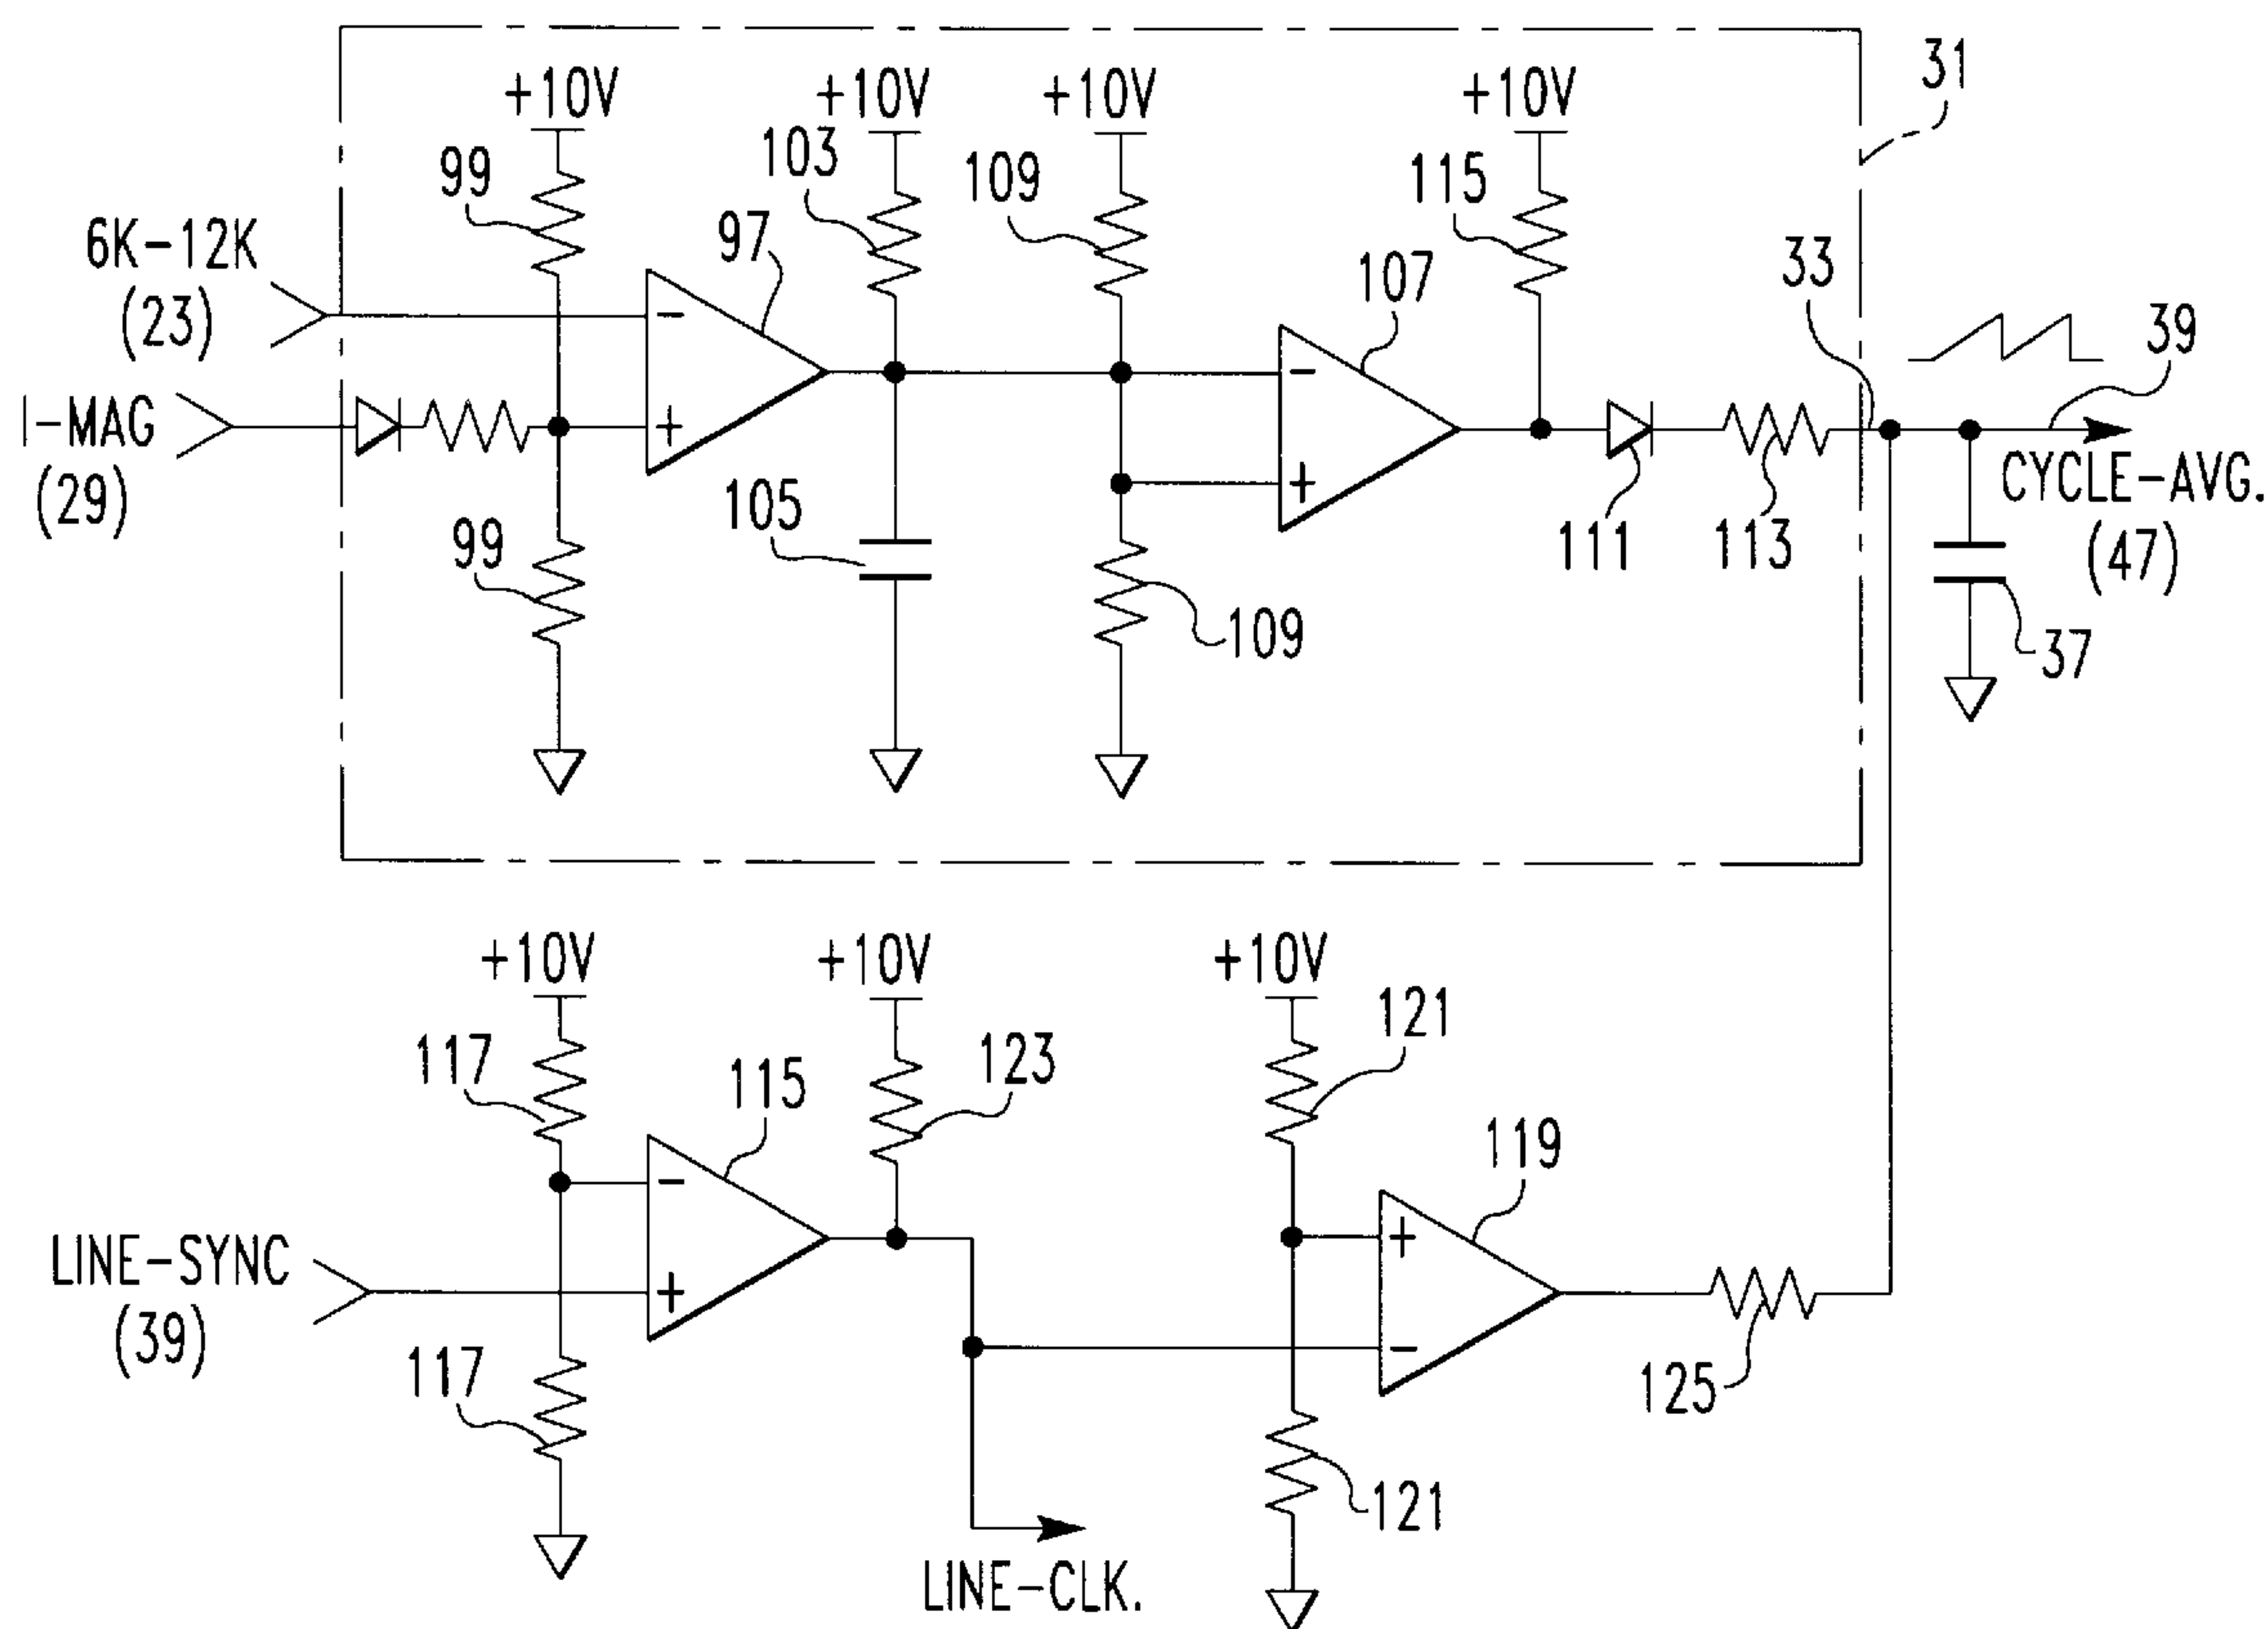 31
+10V
+10V
+10V
+10V
103
99
109
115
97
6K-12K
(23)
107
33
39
I-MAG
(29)
CYCLE-AVG.
(47)
105
99
111
113
109
37
+10V
+10V
+10V
121
117
115
123
119
LINE-SYNC
(39)
117
125
121
LINE-CLK.